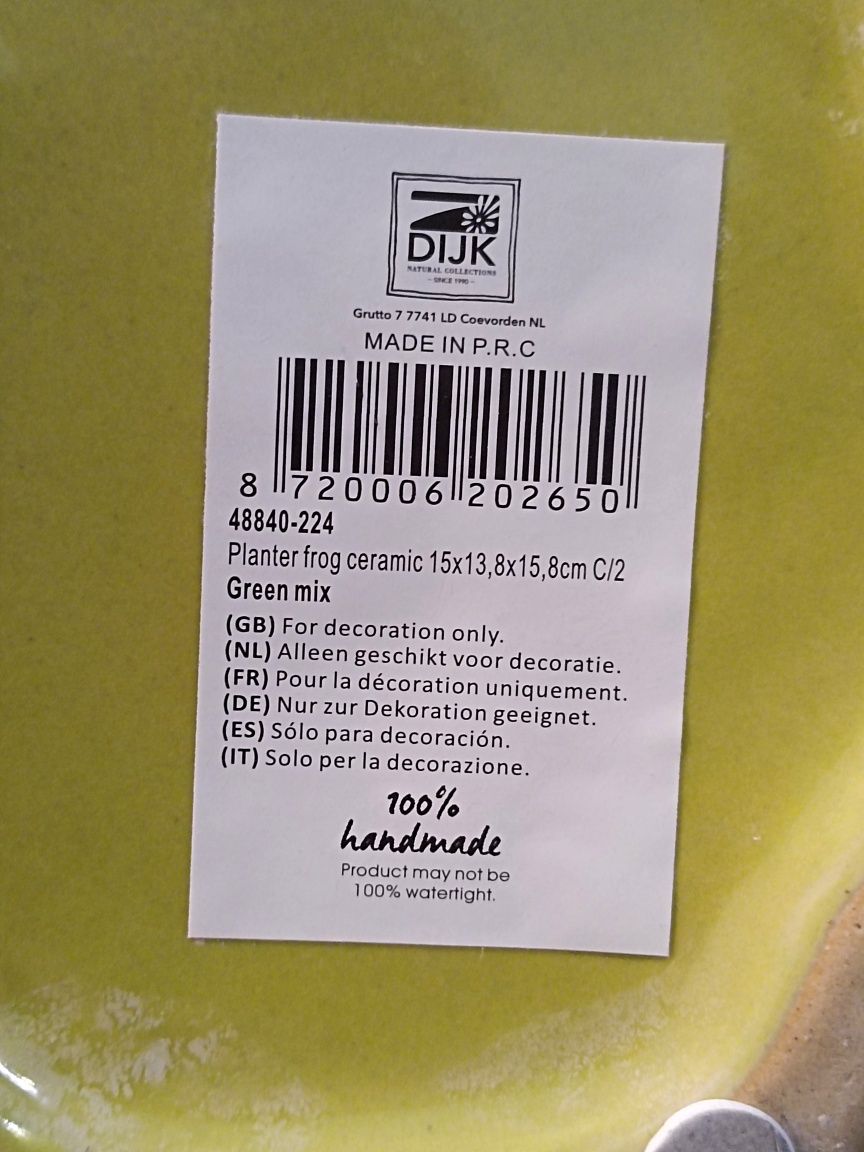 DIJK
NATURAL COLLECTIONS
- SINCE 1990 -
Grutto 7 7741 LD Coevorden NL
MADE IN P.R.C
8 720006 202650
48840-224
Planter frog ceramic 15x13,8x15,8cm C/2
Green mix
(GB) For decoration only.
(NL) Alleen geschikt voor decoratie.
(FR) Pour la décoration uniquement.
(DE) Nur zur Dekoration geeignet.
(ES) Sólo para decoración.
(IT) Solo per la decorazione.
100%
handmade
Product may not be
100% watertight.